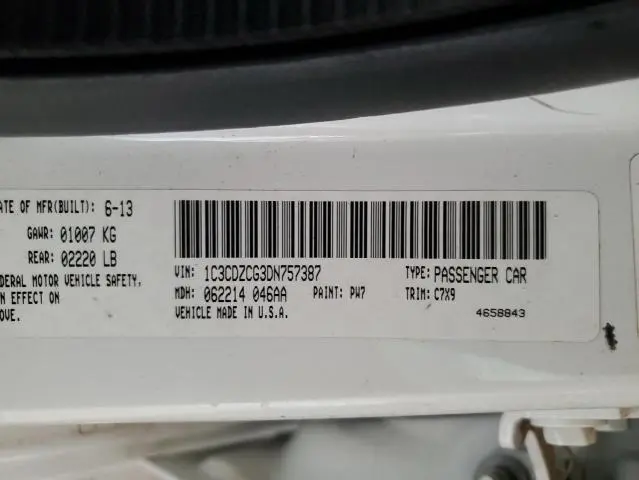 ATE OF MFR(BUILT): 6-13
GAWR: 01007 KG
REAR: 02220 LB
EDERAL MOTOR VEHICLE SAFETY,
N EFFECT ON
OVE.
VIN: 1C3CDZCG3DN757387 TYPE: PASSENGER CAR
MDH: 062214 046AA PAINT: PW7 TRIM: C7X9
VEHICLE MADE IN U.S.A. 4658843